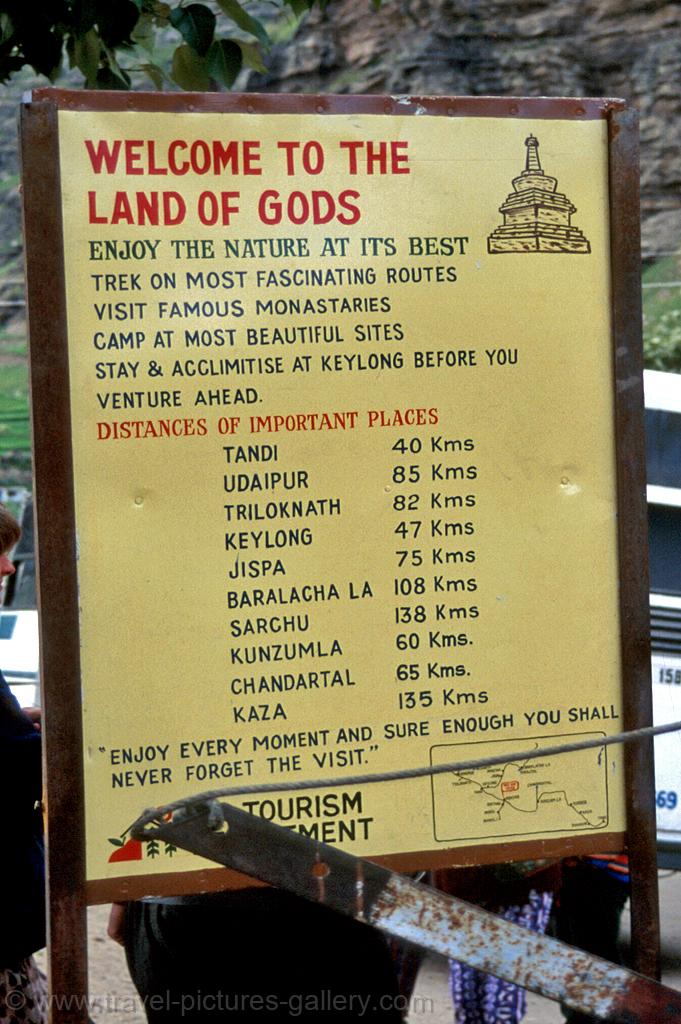 WELCOME TO THE
LAND OF GODS
ENJOY THE NATURE AT ITS BEST
TREK ON MOST FASCINATING ROUTES
VISIT FAMOUS MONASTARIES
CAMP AT MOST BEAUTIFUL SITES
STAY & ACCLIMITISE AT KEYLONG BEFORE YOU
VENTURE AHEAD.
DISTANCES OF IMPORTANT PLACES
TANDI 40 Kms
UDAIPUR 85 Kms
TRILOKNATH 82 Kms
KEYLONG 47 Kms
JISPA 75 Kms
BARALACHA LA 108 Kms
SARCHU 138 Kms
KUNZUMLA 60 Kms.
CHANDARTAL 65 Kms.
KAZA 135 Kms
"ENJOY EVERY MOMENT AND SURE ENOUGH YOU SHALL
NEVER FORGET THE VISIT."
TOURISM
MENT
158
69
© www.travel-pictures-gallery.com